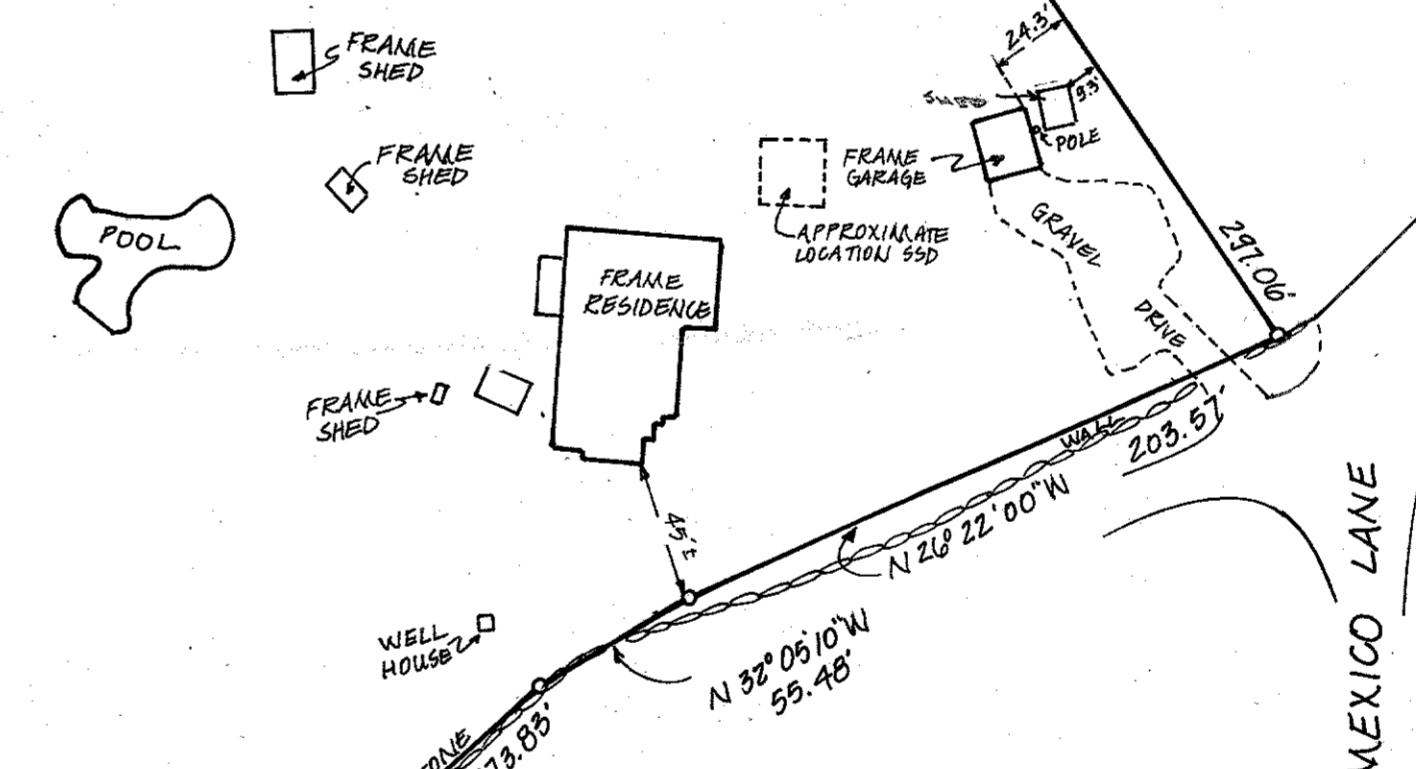 FRAME
SHED
24.3'
9.3'
SHED
POLE
FRAME
SHED
FRAME
GARAGE
POOL
GRAVEL
APPROXIMATE
LOCATION SSD
297.06'
FRAME
RESIDENCE
DRIVE
FRAME
SHED
203.57'
WALL
45'±
N 26° 22' 00" W
MEXICO LANE
WELL
HOUSE
N 32° 05' 10" W
55.48'
73.83'